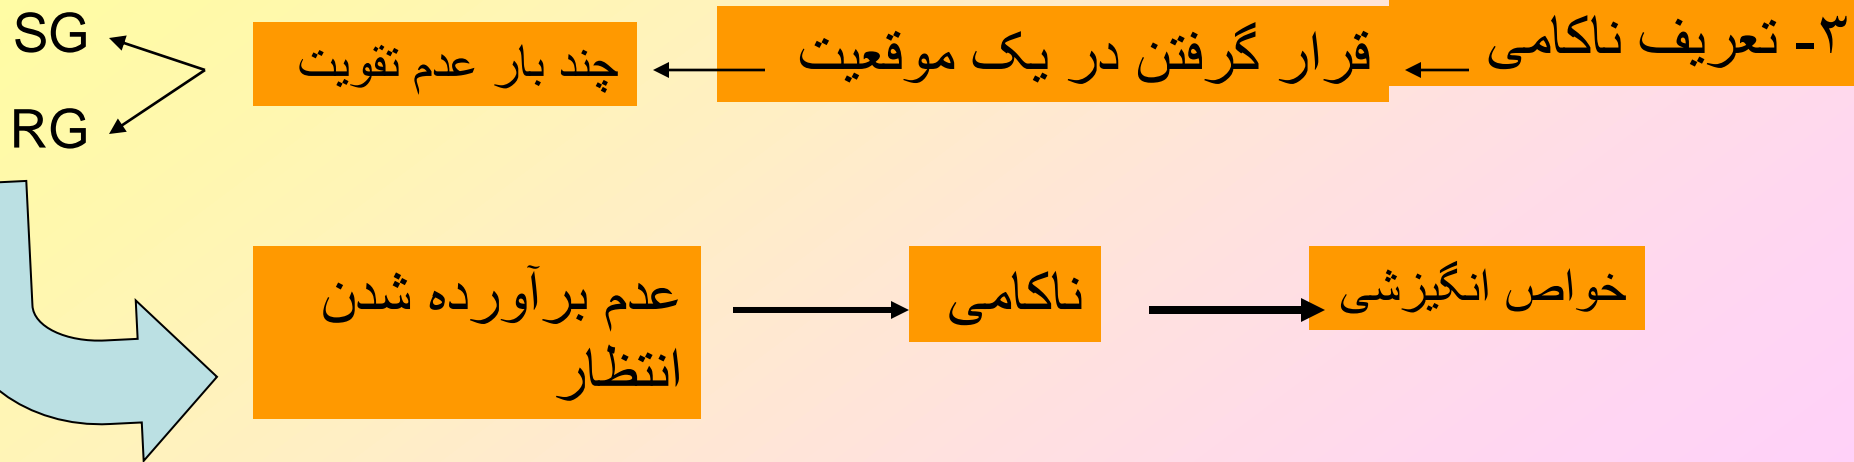 ۳- تعریف ناکامی
قرار گرفتن در یک موقعیت
چند بار عدم تقویت
SG
RG
عدم برآورده شدن
انتظار
ناکامی
خواص انگیزشی